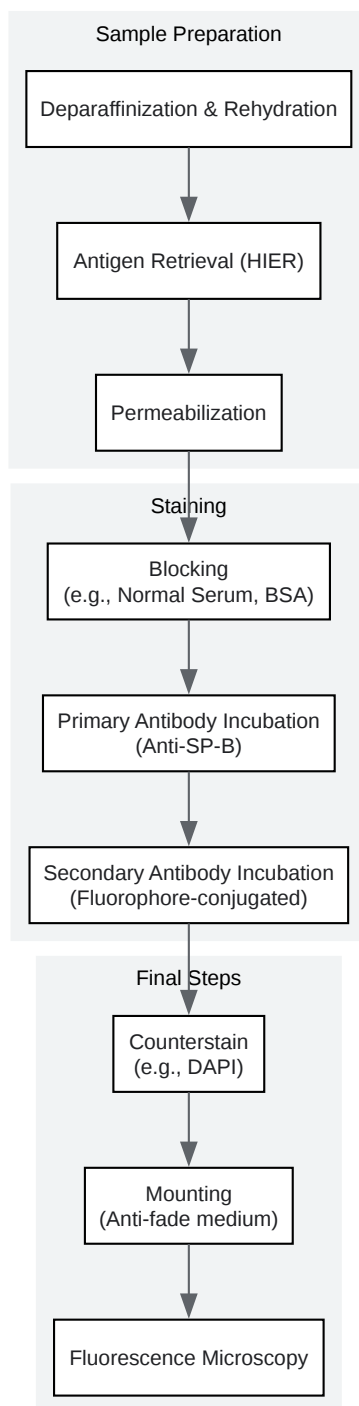 Sample Preparation
Deparaffinization & Rehydration
Antigen Retrieval (HIER)
Permeabilization
Staining
Blocking
(e.g., Normal Serum, BSA)
Primary Antibody Incubation
(Anti-SP-B)
Secondary Antibody Incubation
(Fluorophore-conjugated)
Final Steps
Counterstain
(e.g., DAPI)
Mounting
(Anti-fade medium)
Fluorescence Microscopy